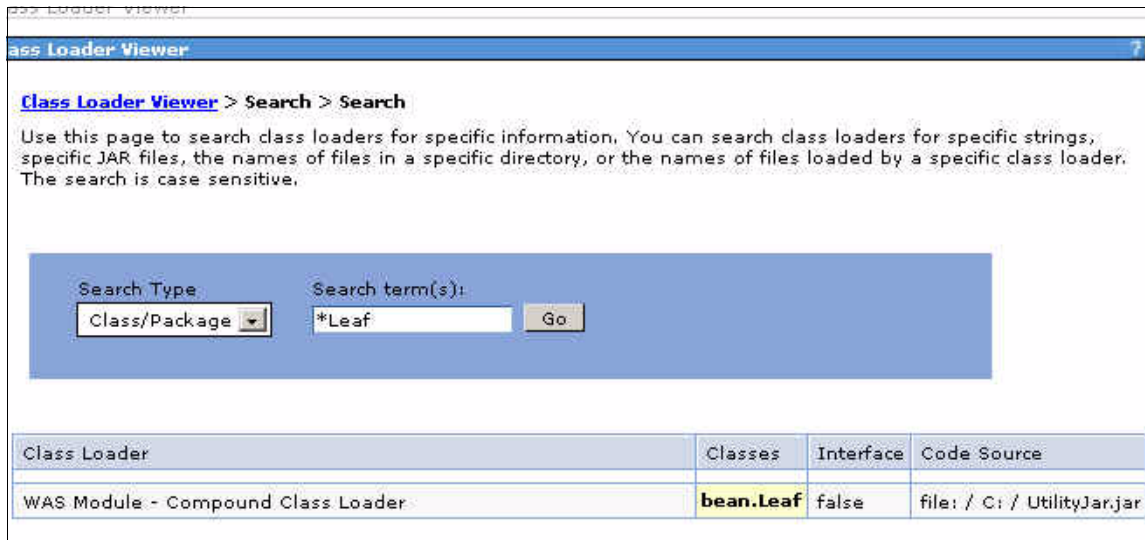 ass Loader Viewer
ass Loader Viewer ?
Class Loader Viewer > Search > Search
Use this page to search class loaders for specific information. You can search class loaders for specific strings,
specific JAR files, the names of files in a specific directory, or the names of files loaded by a specific class loader.
The search is case sensitive.
Search Type Search term(s):
Class/Package *Leaf Go
Class Loader Classes Interface Code Source
WAS Module - Compound Class Loader bean.Leaf false file: / C: / UtilityJar.jar